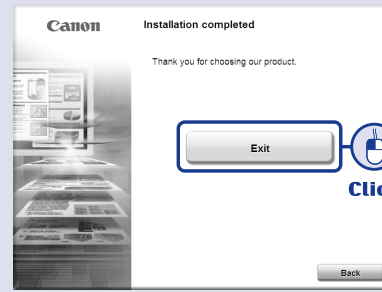 Canon
Installation completed
Thank you for choosing our product.
Exit
Clic
Back